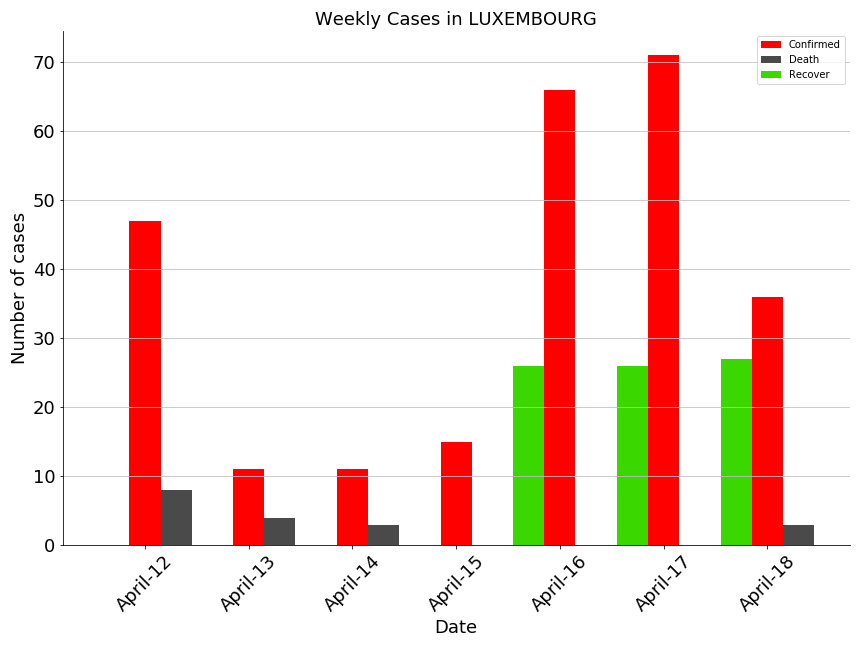 Weekly Cases in LUXEMBOURG
Confirmed
Death
Recover
Number of cases
70
60
50
40
30
20
10
0
April-12
April-13
April-14
April-15
April-16
April-17
April-18
Date